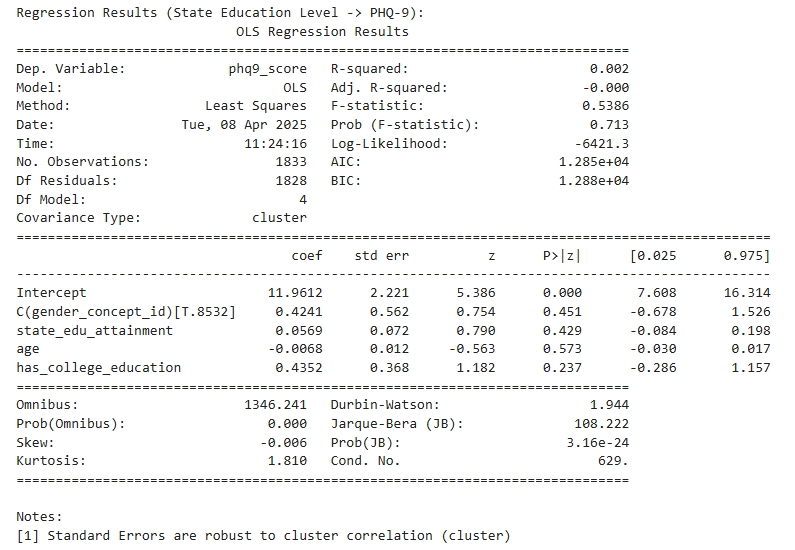 Regression Results (State Education Level -> PHQ-9):
                            OLS Regression Results
==============================================================================
Dep. Variable:             phq9_score   R-squared:                       0.002
Model:                            OLS   Adj. R-squared:                 -0.000
Method:                 Least Squares   F-statistic:                    0.5386
Date:                Tue, 08 Apr 2025   Prob (F-statistic):              0.713
Time:                        11:24:16   Log-Likelihood:                -6421.3
No. Observations:                1833   AIC:                         1.285e+04
Df Residuals:                    1828   BIC:                         1.288e+04
Df Model:                           4
Covariance Type:              cluster
================================================================================================
                                   coef    std err          z      P>|z|      [0.025      0.975]
------------------------------------------------------------------------------------------------
Intercept                       11.9612      2.221      5.386      0.000       7.608      16.314
C(gender_concept_id)[T.8532]     0.4241      0.562      0.754      0.451      -0.678       1.526
state_edu_attainment             0.0569      0.072      0.790      0.429      -0.084       0.198
age                             -0.0068      0.012     -0.563      0.573      -0.030       0.017
has_college_education            0.4352      0.368      1.182      0.237      -0.286       1.157
==============================================================================
Omnibus:                     1346.241   Durbin-Watson:                   1.944
Prob(Omnibus):                  0.000   Jarque-Bera (JB):              108.222
Skew:                          -0.006   Prob(JB):                     3.16e-24
Kurtosis:                       1.810   Cond. No.                         629.
==============================================================================

Notes:
[1] Standard Errors are robust to cluster correlation (cluster)